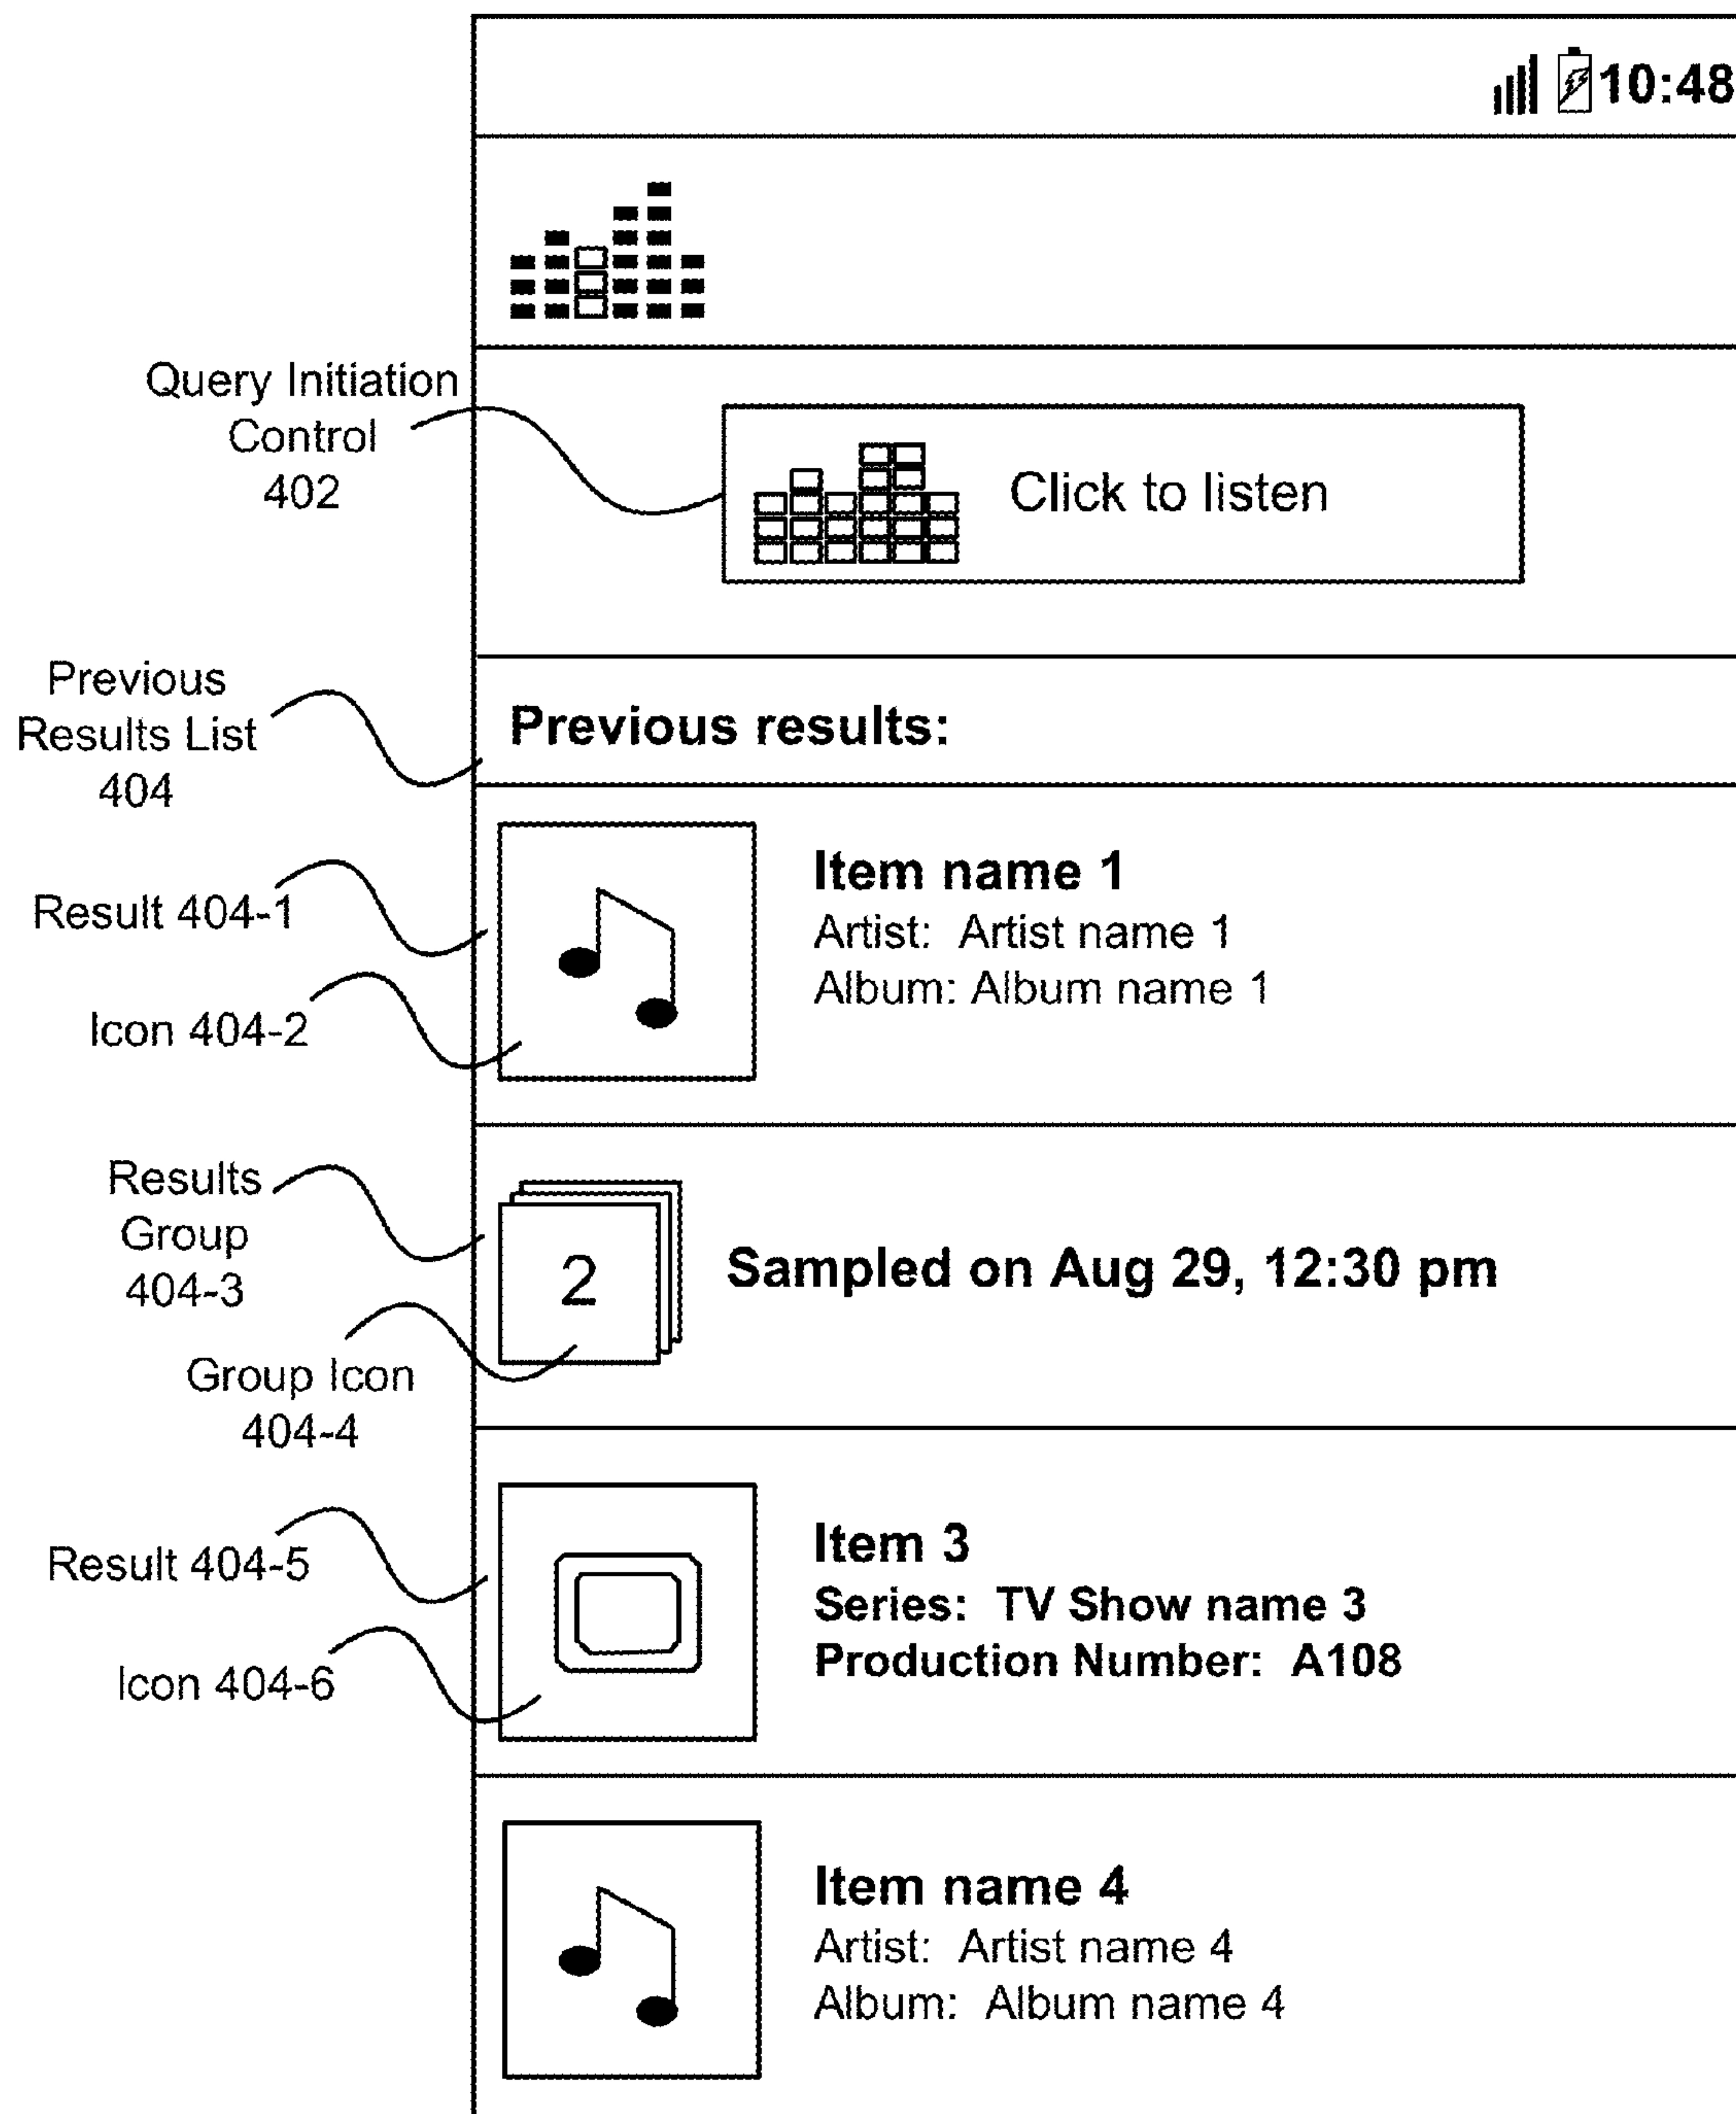 10:48
Query Initiation
Control
402
Click to listen
Previous
Results List
404
Previous results:
Result 404-1
Item name 1
Artist: Artist name 1
Album: Album name 1
Icon 404-2
Results
Group
404-3
2
Sampled on Aug 29, 12:30 pm
Group Icon
404-4
Result 404-5
Item 3
Series: TV Show name 3
Production Number: A108
Icon 404-6
Item name 4
Artist: Artist name 4
Album: Album name 4